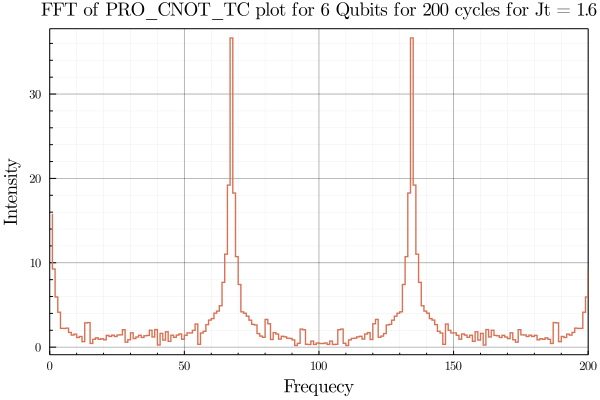 FFT of PRO_CNOT_TC plot for 6 Qubits for 200 cycles for Jt = 1.6
Intensity
30
20
10
0
0 50 100 150 200
Frequecy